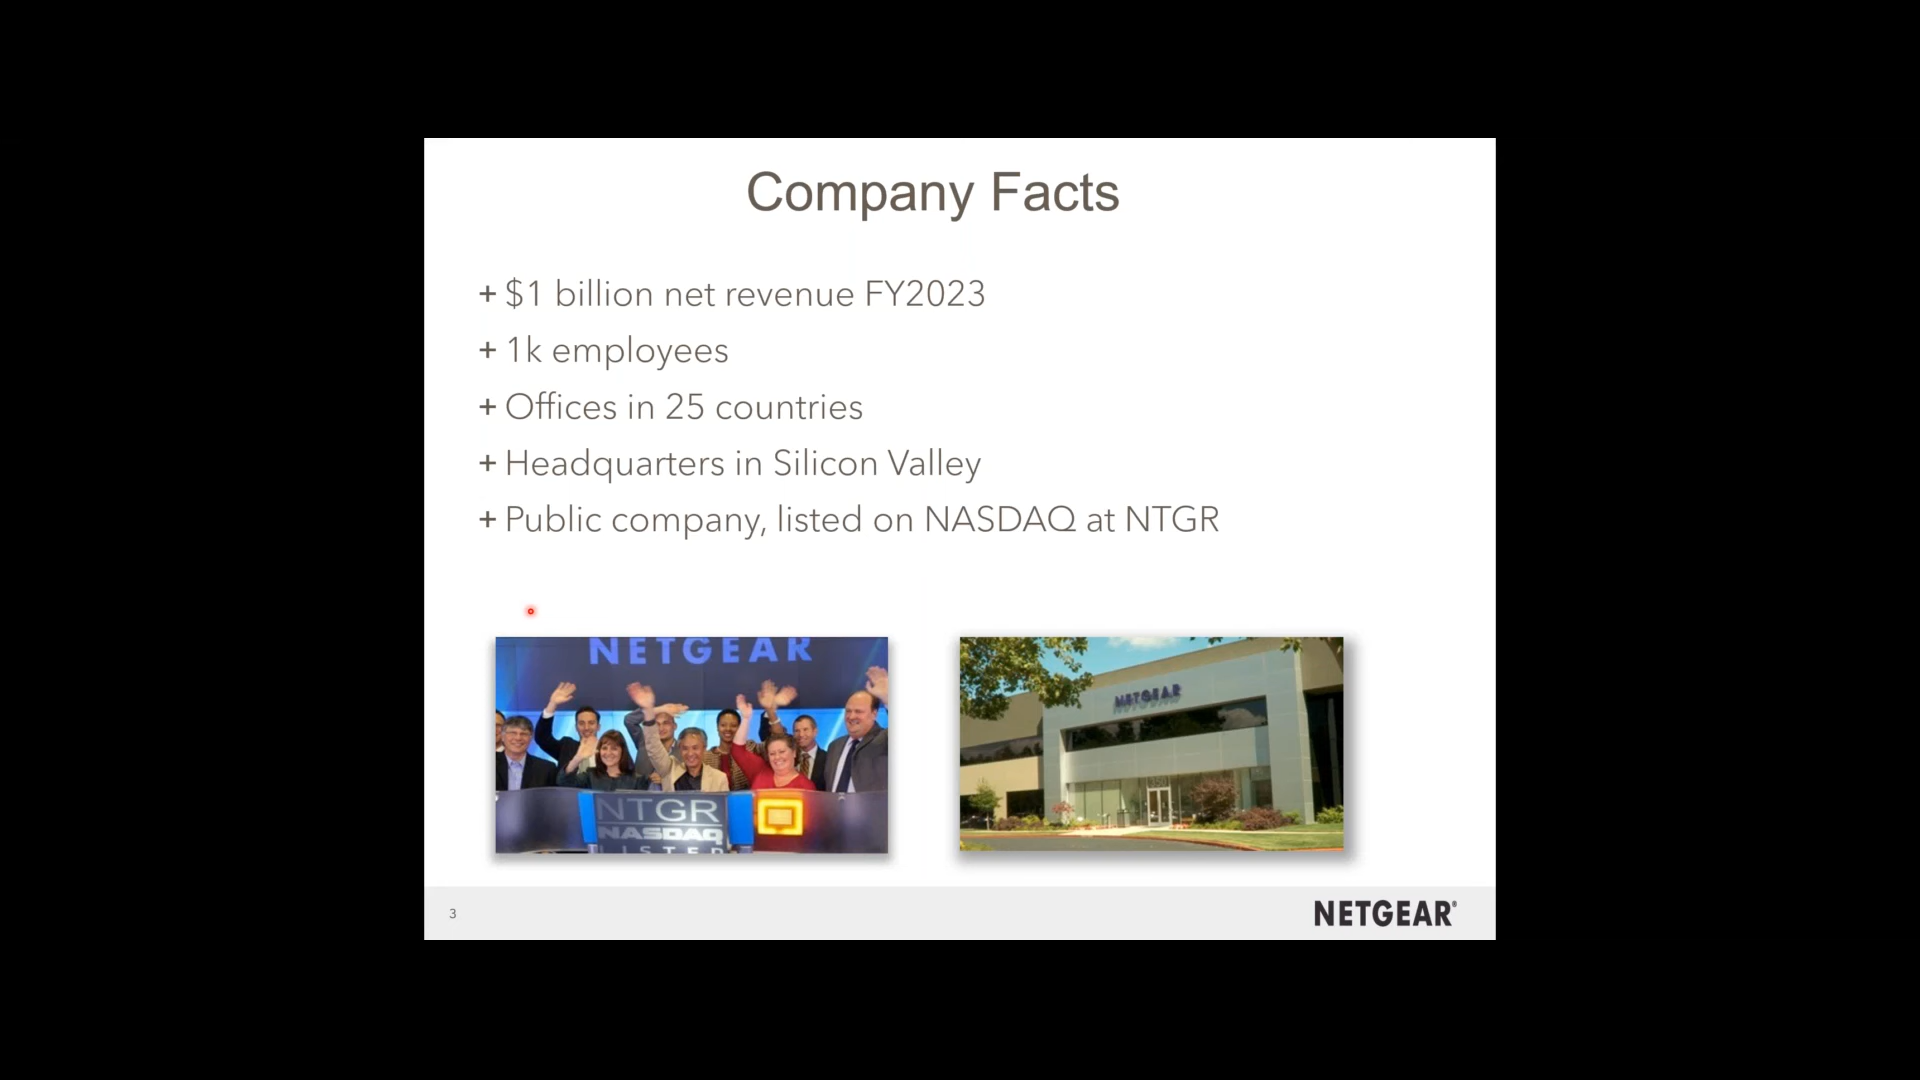 Company Facts
+ $1 billion net revenue FY2023
+ 1k employees
+ Offices in 25 countries
+ Headquarters in Silicon Valley
+ Public company, listed on NASDAQ at NTGR
NETGEAR
NTGR
NASDAQ
LISTED
NETGEAR
350
3
NETGEAR®